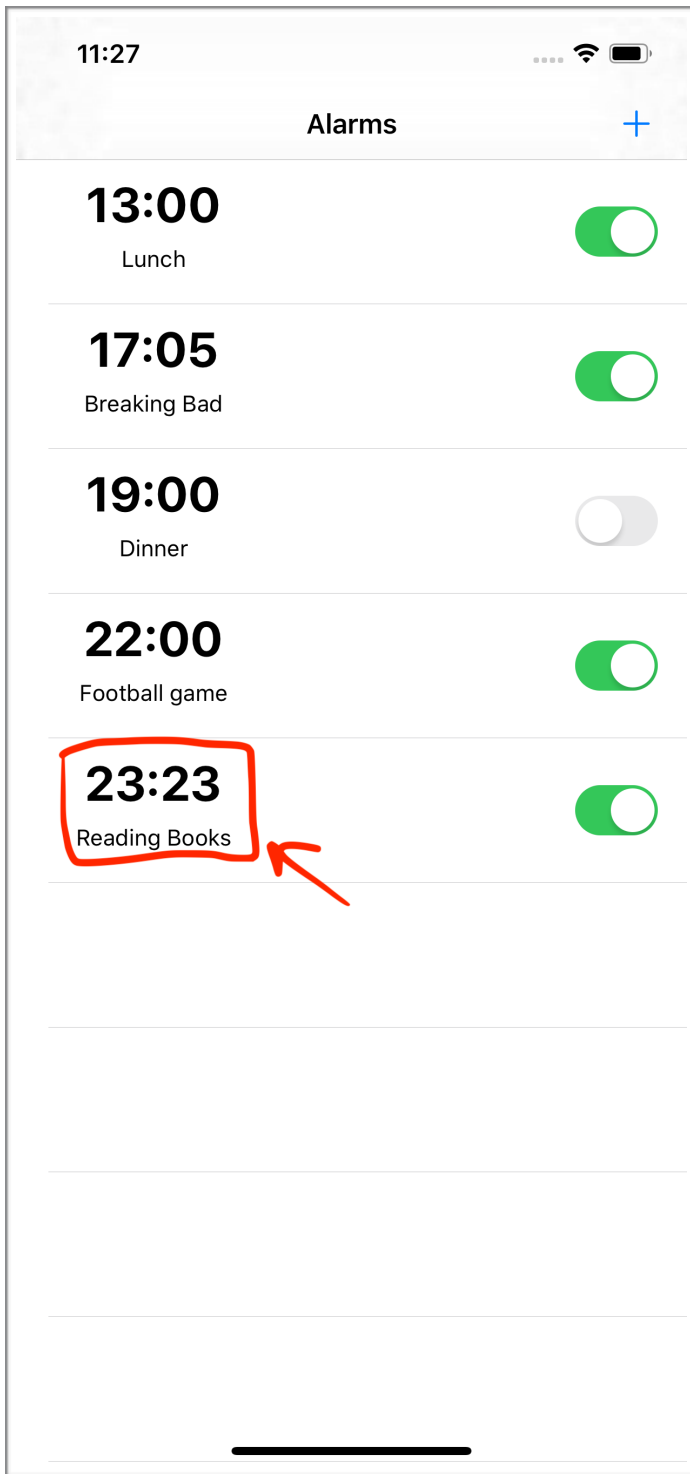 11:27
Alarms
13:00
Lunch
17:05
Breaking Bad
19:00
Dinner
22:00
Football game
23:23
Reading Books